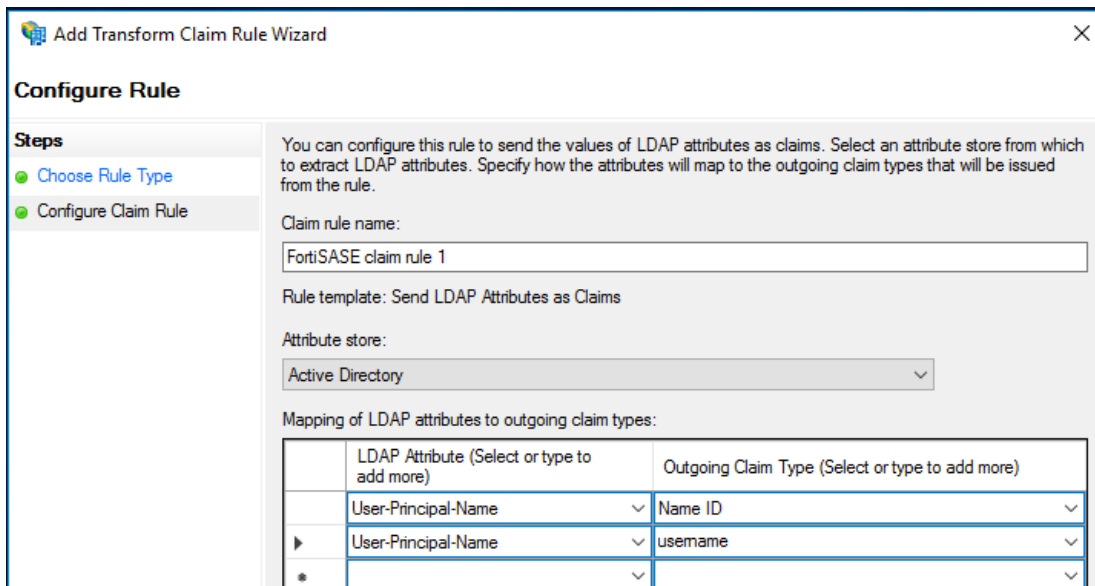 Add Transform Claim Rule Wizard
Configure Rule
Steps
Choose Rule Type
Configure Claim Rule
You can configure this rule to send the values of LDAP attributes as claims. Select an attribute store from which
to extract LDAP attributes. Specify how the attributes will map to the outgoing claim types that will be issued
from the rule.
Claim rule name:
FortiSASE claim rule 1
Rule template: Send LDAP Attributes as Claims
Attribute store:
Active Directory
Mapping of LDAP attributes to outgoing claim types:
LDAP Attribute (Select or type to
add more)
Outgoing Claim Type (Select or type to add more)
User-Principal-Name
Name ID
User-Principal-Name
username